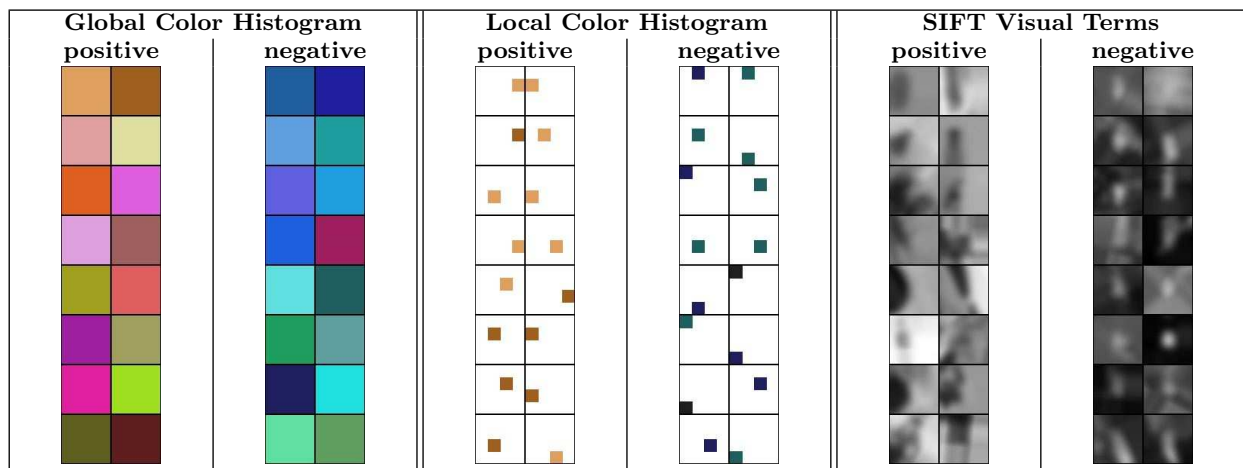 Global Color Histogram Local Color Histogram SIFT Visual Terms
positive negative positive negative positive negative